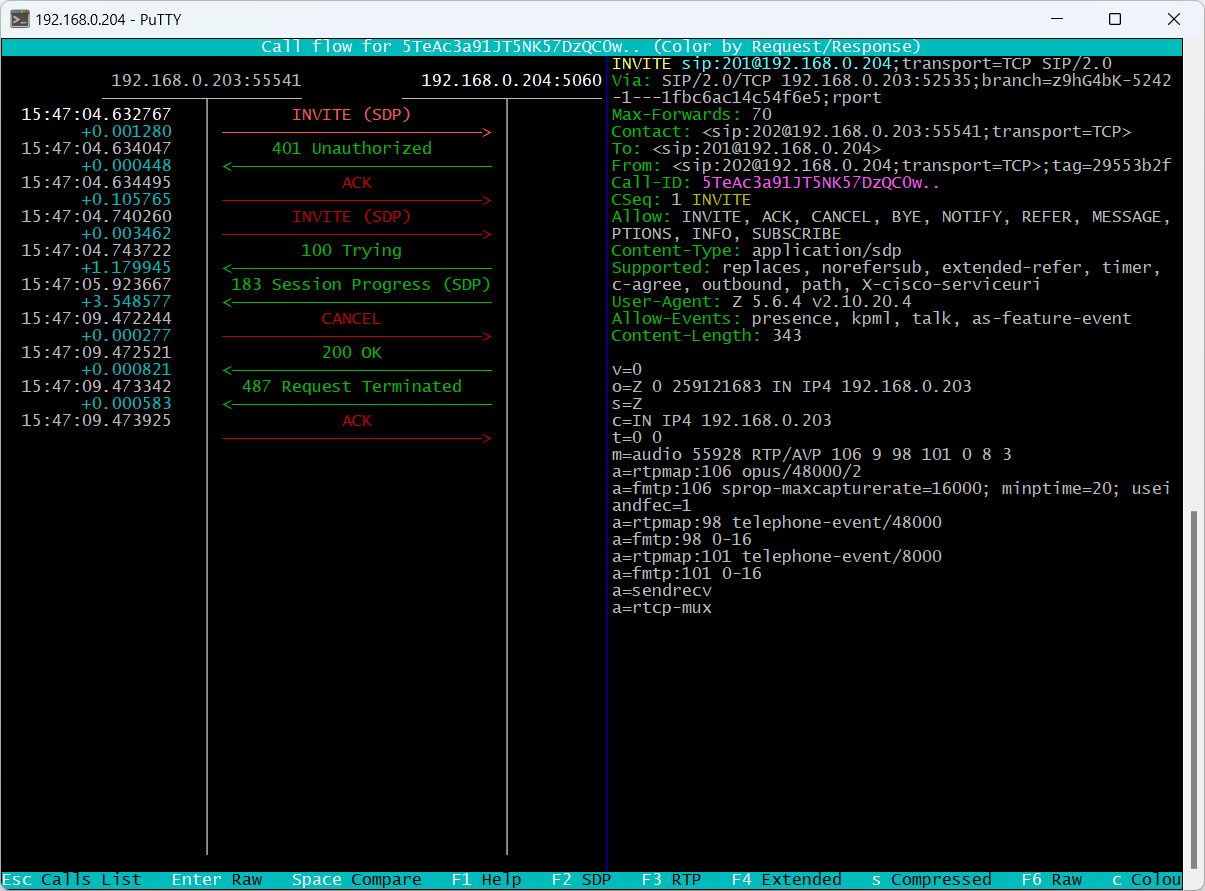 192.168.0.204 - PuTTY
Call flow for 5TeAc3a91JT5NK57DzQC0w.. (Color by Request/Response)
192.168.0.203:55541
192.168.0.204:5060
15:47:04.632767
INVITE (SDP)
+0.001280
15:47:04.634047
401 Unauthorized
+0.000448
15:47:04.634495
ACK
+0.105765
15:47:04.740260
INVITE (SDP)
+0.003462
15:47:04.743722
100 Trying
+1.179945
15:47:05.923667
183 Session Progress (SDP)
+3.548577
15:47:09.472244
CANCEL
+0.000277
15:47:09.472521
200 OK
+0.000821
15:47:09.473342
487 Request Terminated
+0.000583
15:47:09.473925
ACK
INVITE sip:201@192.168.0.204;transport=TCP SIP/2.0
Via: SIP/2.0/TCP 192.168.0.203:52535;branch=z9hG4bK-5242
-1---1fbc6ac14c54f6e5;rport
Max-Forwards: 70
Contact: <sip:202@192.168.0.203:55541;transport=TCP>
To: <sip:201@192.168.0.204>
From: <sip:202@192.168.0.204;transport=TCP>;tag=29553b2f
Call-ID: 5TeAc3a91JT5NK57DzQC0w..
CSeq: 1 INVITE
Allow: INVITE, ACK, CANCEL, BYE, NOTIFY, REFER, MESSAGE,
PTIONS, INFO, SUBSCRIBE
Content-Type: application/sdp
Supported: replaces, norefersub, extended-refer, timer,
c-agree, outbound, path, X-cisco-serviceuri
User-Agent: Z 5.6.4 v2.10.20.4
Allow-Events: presence, kpml, talk, as-feature-event
Content-Length: 343
v=0
o=Z 0 259121683 IN IP4 192.168.0.203
s=Z
c=IN IP4 192.168.0.203
t=0 0
m=audio 55928 RTP/AVP 106 9 98 101 0 8 3
a=rtpmap:106 opus/48000/2
a=fmtp:106 sprop-maxcapturerate=16000; minptime=20; usei
andfec=1
a=rtpmap:98 telephone-event/48000
a=fmtp:98 0-16
a=rtpmap:101 telephone-event/8000
a=fmtp:101 0-16
a=sendrecv
a=rtcp-mux
Esc Calls List Enter Raw Space Compare F1 Help F2 SDP F3 RTP F4 Extended s Compressed F6 Raw c Colou